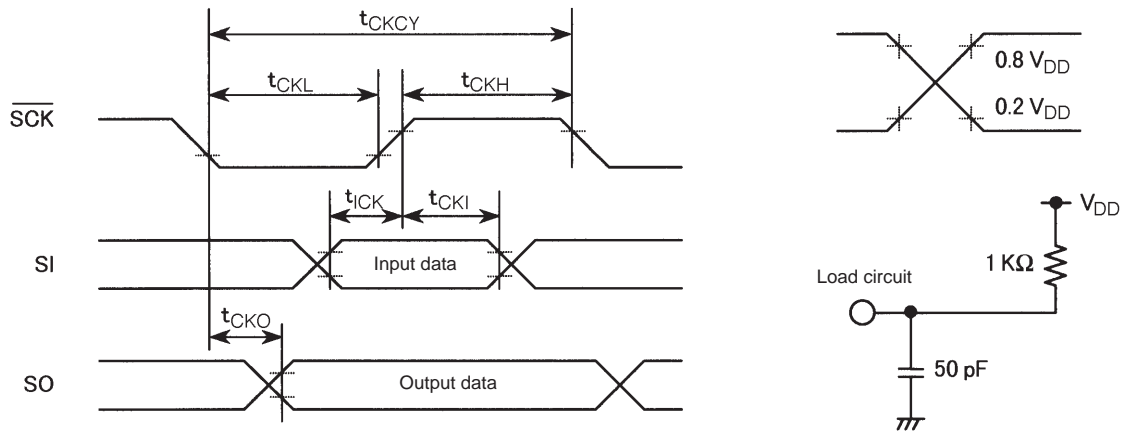 tCKCY
tCKL
tCKH
SCK
tICK
tCKI
SI
Input data
tCKO
SO
Output data
0.8 VDD
0.2 VDD
VDD
1 KΩ
Load circuit
50 pF